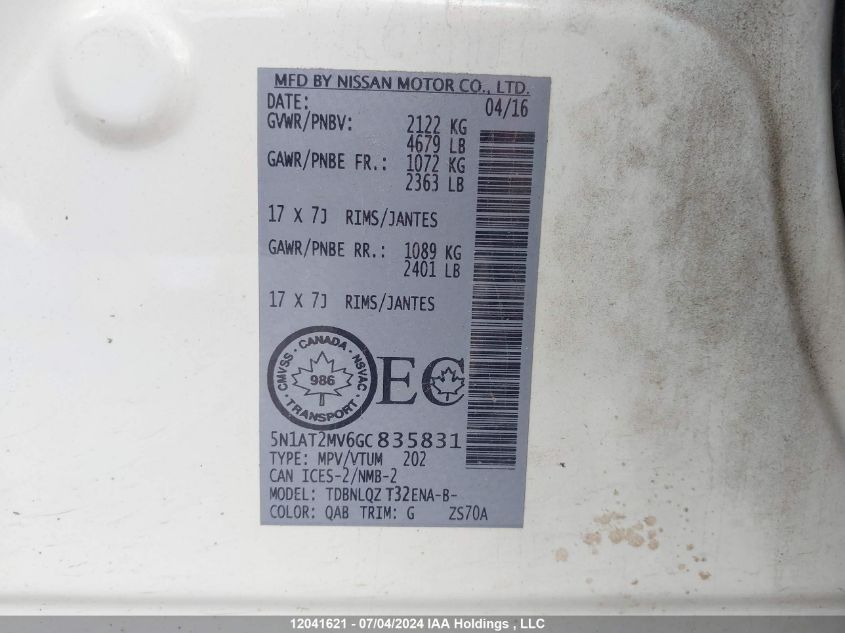 MFD BY NISSAN MOTOR CO., LTD.
DATE: 04/16
GVWR/PNBV: 2122 KG
4679 LB
GAWR/PNBE FR.: 1072 KG
2363 LB
17 X 7J RIMS/JANTES
GAWR/PNBE RR.: 1089 KG
2401 LB
17 X 7J RIMS/JANTES
CMVSS · CANADA · NSVAC · TRANSPORT ·
986
EC
5N1AT2MV6GC835831
TYPE: MPV/VTUM 202
CAN ICES-2/NMB-2
MODEL: TDBNLQZ T32ENA-B-
COLOR: QAB TRIM: G ZS70A
12041621 - 07/04/2024 IAA Holdings , LLC